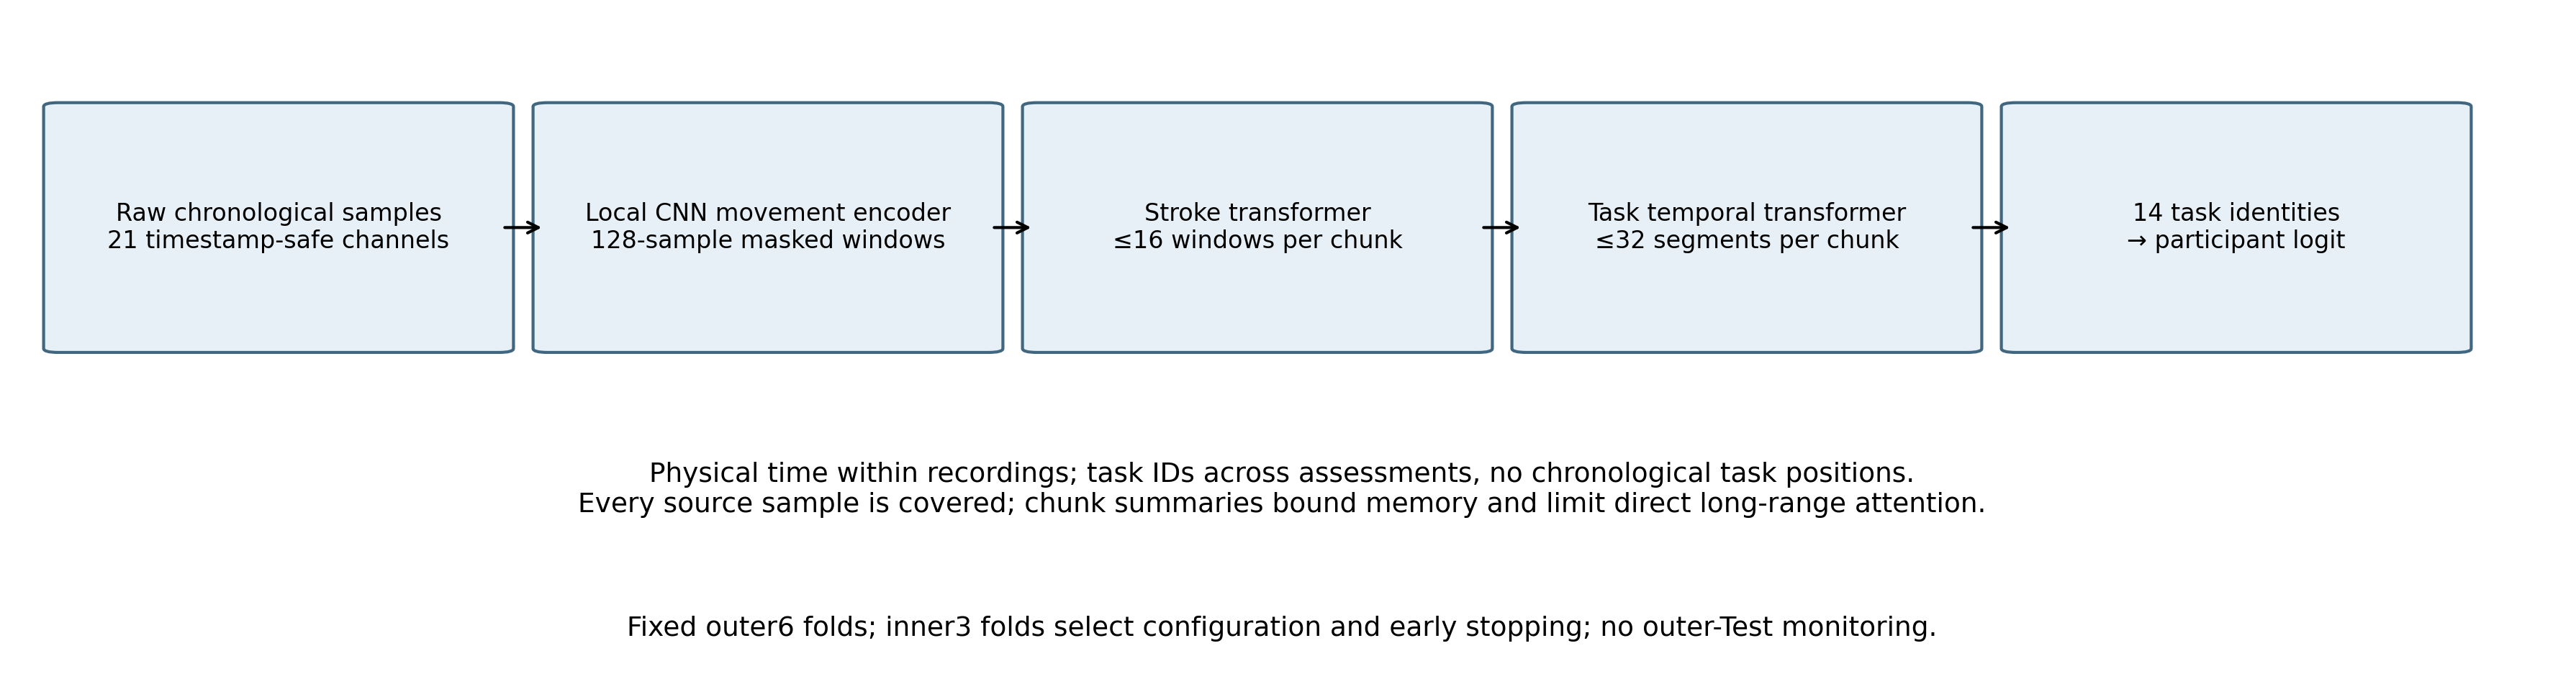 Raw chronological samples
21 timestamp-safe channels
Local CNN movement encoder
128-sample masked windows
Stroke transformer
≤16 windows per chunk
Task temporal transformer
≤32 segments per chunk
14 task identities
→ participant logit
Physical time within recordings; task IDs across assessments, no chronological task positions.
Every source sample is covered; chunk summaries bound memory and limit direct long-range attention.
Fixed outer6 folds; inner3 folds select configuration and early stopping; no outer-Test monitoring.